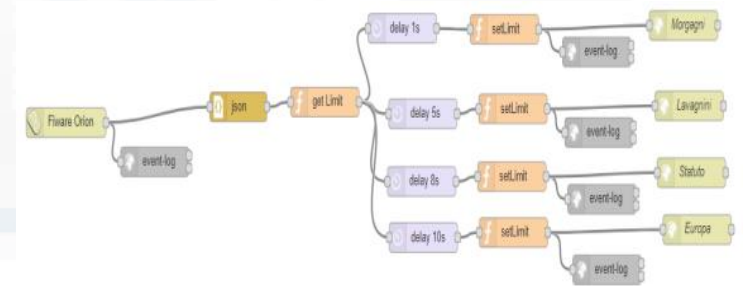 delay 1s
setLimit
Morgagni
event-log
Fiware Orion
json
get Limit
delay 5s
setLimit
Lavagnini
event-log
event-log
delay 8s
setLimit
Statuto
event-log
delay 10s
setLimit
Europa
event-log